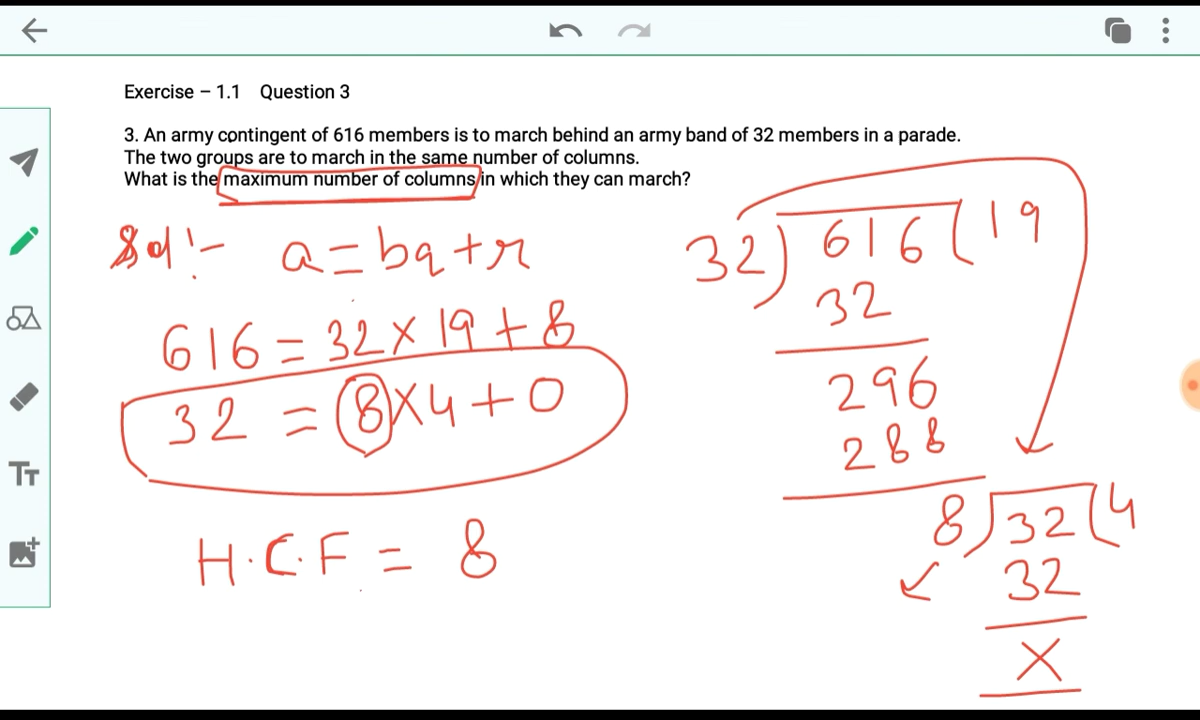 Exercise – 1.1 Question 3
3. An army contingent of 616 members is to march behind an army band of 32 members in a parade.
The two groups are to march in the same number of columns.
What is the maximum number of columns in which they can march?
Sol:- a=bq+r
616 = 32 × 19 + 8
32 = 8×4+0
H.C.F = 8
32) 616 (19
32
296
288
8) 32 (4
32
X
TT